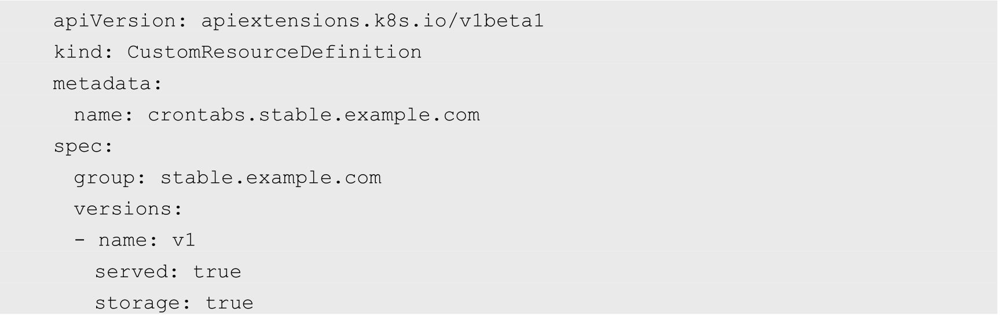 apiVersion: apiextensions.k8s.io/v1beta1
kind: CustomResourceDefinition
metadata:
  name: crontabs.stable.example.com
spec:
  group: stable.example.com
  versions:
  - name: v1
    served: true
    storage: true